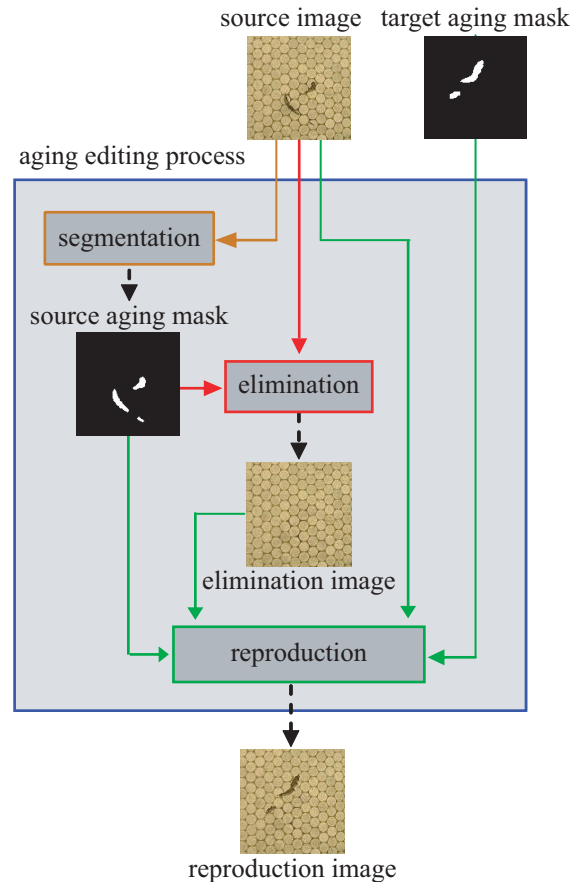 source image
target aging mask
aging editing process
segmentation
source aging mask
elimination
elimination image
reproduction
reproduction image